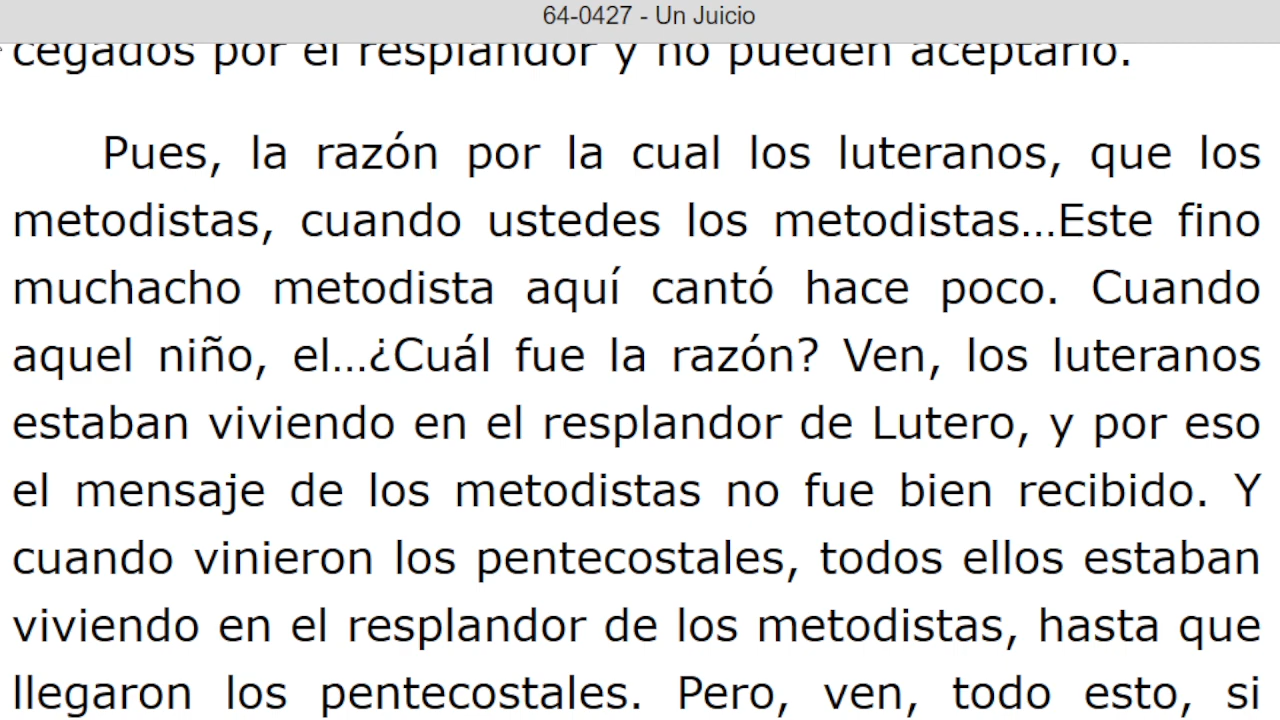 64-0427 - Un Juicio
cegados por el resplandor y no pueden aceptarlo.
Pues, la razón por la cual los luteranos, que los
metodistas, cuando ustedes los metodistas...Este fino
muchacho metodista aquí cantó hace poco. Cuando
aquel niño, el...¿Cuál fue la razón? Ven, los luteranos
estaban viviendo en el resplandor de Lutero, y por eso
el mensaje de los metodistas no fue bien recibido. Y
cuando vinieron los pentecostales, todos ellos estaban
viviendo en el resplandor de los metodistas, hasta que
llegaron los pentecostales. Pero, ven, todo esto, si